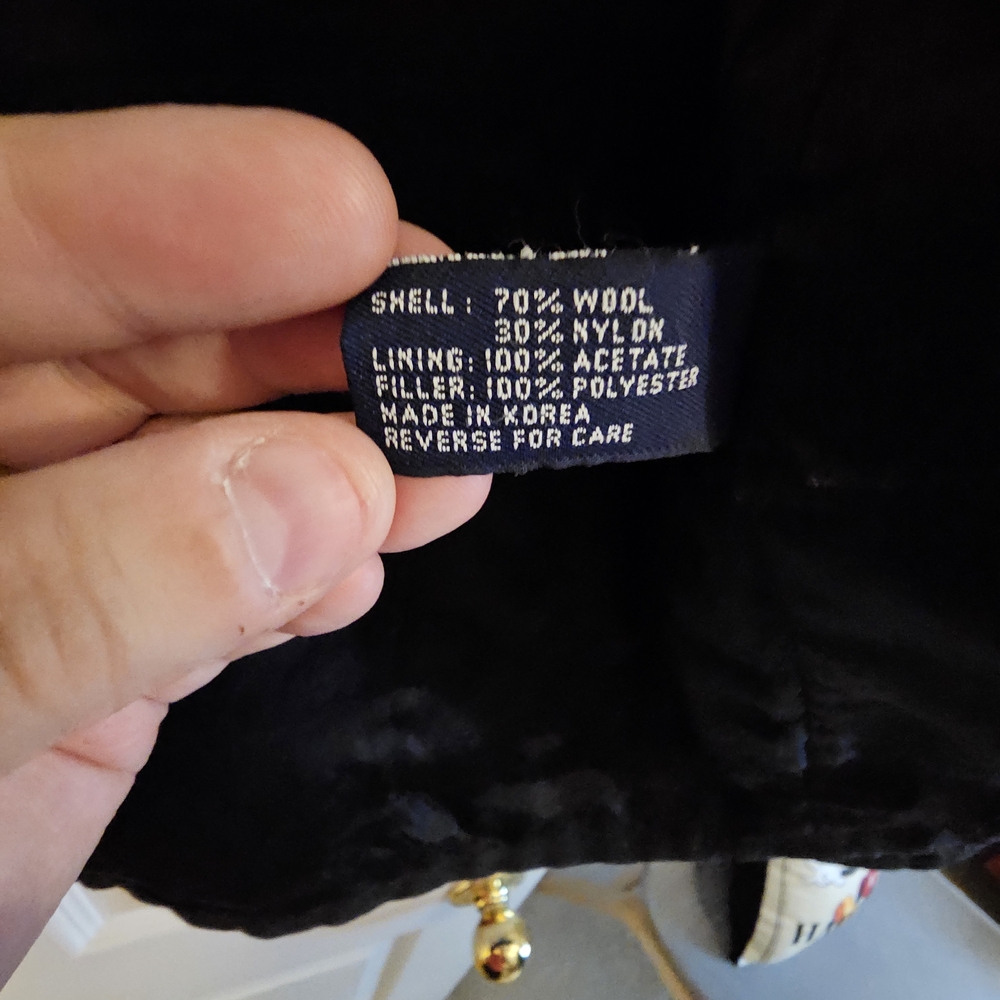 SHELL: 70% WOOL
30% NYLON
LINING: 100% ACETATE
FILLER: 100% POLYESTER
MADE IN KOREA
REVERSE FOR CARE